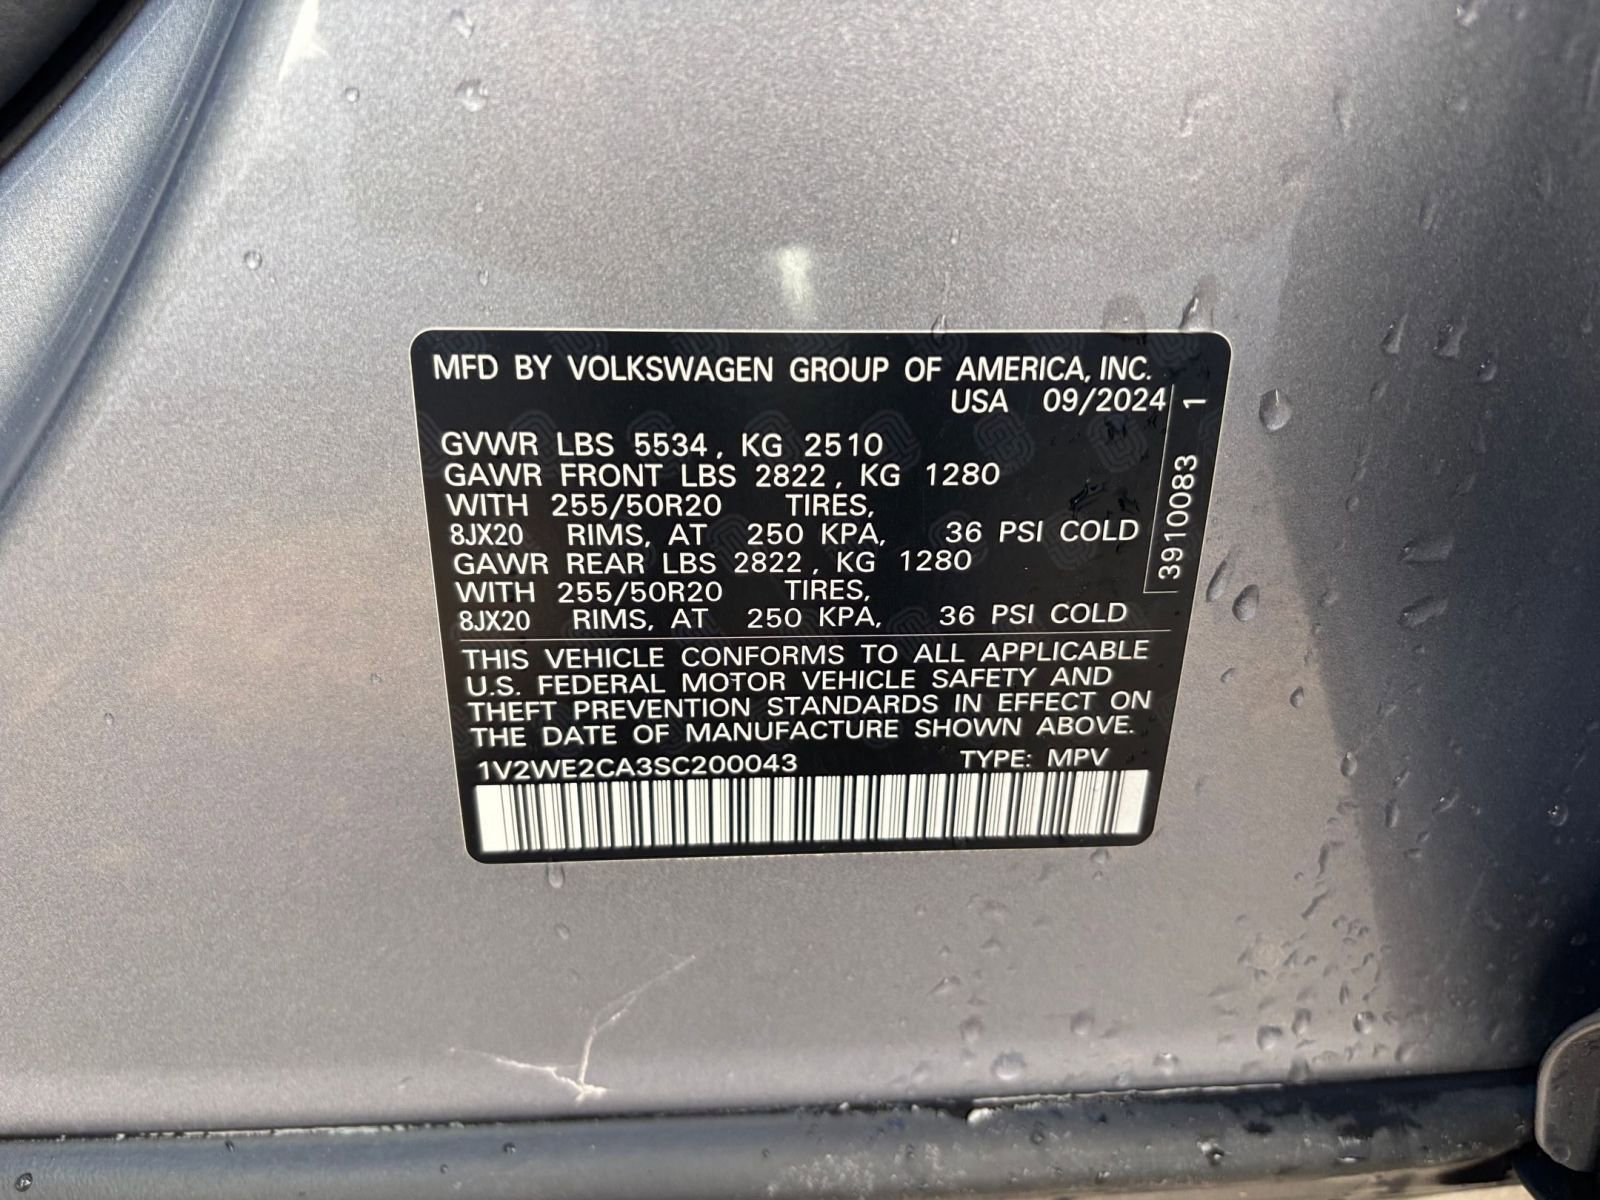 MFD BY VOLKSWAGEN GROUP OF AMERICA, INC.
USA 09/2024
GVWR LBS 5534, KG 2510
GAWR FRONT LBS 2822, KG 1280
WITH 255/50R20 TIRES,
8JX20 RIMS, AT 250 KPA, 36 PSI COLD
GAWR REAR LBS 2822, KG 1280
WITH 255/50R20 TIRES,
8JX20 RIMS, AT 250 KPA, 36 PSI COLD
THIS VEHICLE CONFORMS TO ALL APPLICABLE
U.S. FEDERAL MOTOR VEHICLE SAFETY AND
THEFT PREVENTION STANDARDS IN EFFECT ON
THE DATE OF MANUFACTURE SHOWN ABOVE.
1V2WE2CA3SC200043 TYPE: MPV
3910083 1